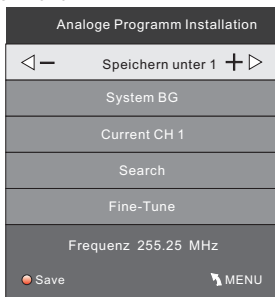 Analoge Programm Installation
Speichern unter 1
System BG
Current CH 1
Search
Fine-Tune
Frequenz 255.25 MHz
Save MENU